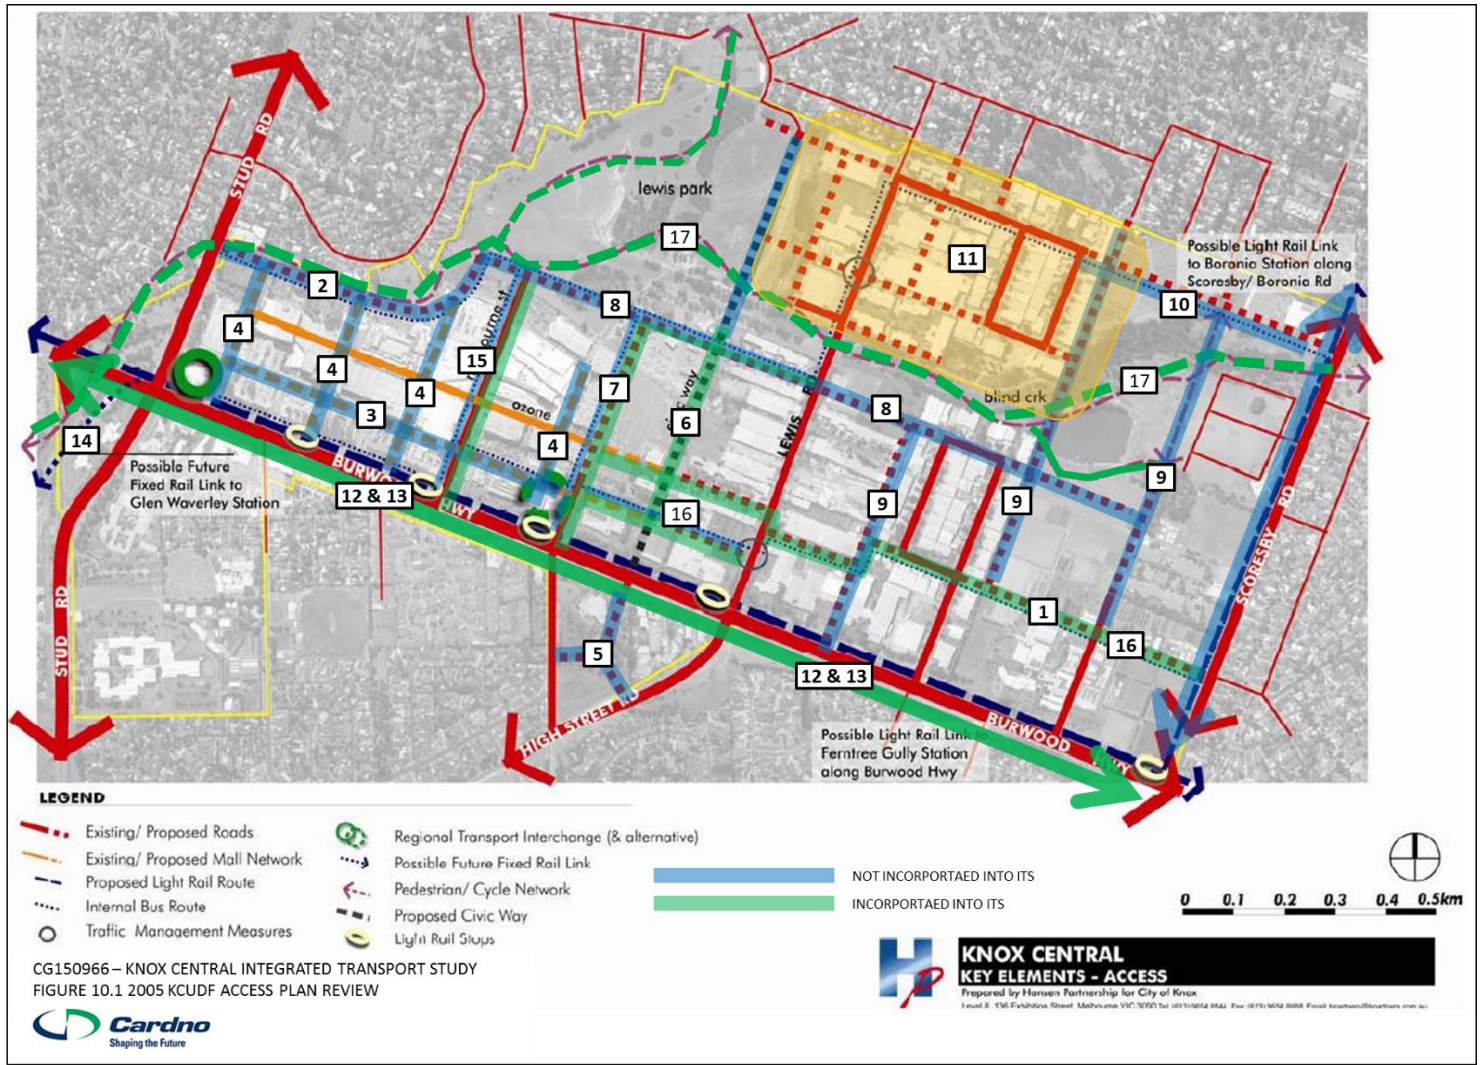 STUD RD
lewis park
17
11
Possible Light Rail Link
to Boronia Station along
Scoresby/ Boronia Rd
2
8
10
4
15
4
4
7
17
blind crk
3
ozone
6
8
LEWIS
14
4
9
Possible Future
Fixed Rail Link to
Glen Waverley Station
BURWO
12 & 13
HWY
16
9
9
SCORESBY RD
1
16
STUD RD
5
12 & 13
HIGH STREET
Possible Light Rail Link to
Ferntree Gully Station
along Burwood Hwy
BURWOOD HWY
LEGEND
Existing/ Proposed Roads
Existing/ Proposed Mall Network
Proposed Light Rail Route
Internal Bus Route
Traffic Management Measures
Regional Transport Interchange (& alternative)
Possible Future Fixed Rail Link
Pedestrian/ Cycle Network
Proposed Civic Way
Light Rail Stops
NOT INCORPORTAED INTO ITS
INCORPORTAED INTO ITS
0 0.1 0.2 0.3 0.4 0.5km
CG150966 – KNOX CENTRAL INTEGRATED TRANSPORT STUDY
FIGURE 10.1 2005 KCUDF ACCESS PLAN REVIEW
Cardno
Shaping the Future
KNOX CENTRAL
KEY ELEMENTS - ACCESS
Prepared by Hansen Partnership for City of Knox